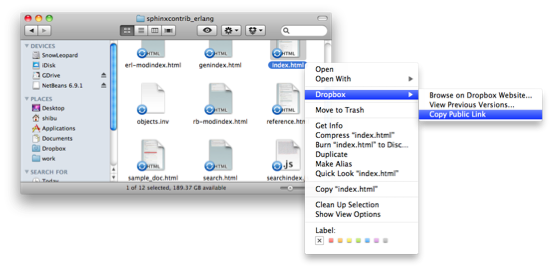 sphinxcontrib_erlang
DEVICES
SnowLeopard
iDisk
GDrive
NetBeans 6.9.1
PLACES
Desktop
shibu
Applications
Documents
Dropbox
work
SEARCH FOR
Today
HTML
HTML
HTML
erl-modindex.html
genindex.html
index.html
HTML
HTML
objects.inv
rb-modindex.html
reference.html
HTML
HTML
.js
sample_doc.html
search.html
searchindex.js
1 of 12 selected, 189.37 GB available
Open
Open With
Dropbox
Move to Trash
Get Info
Compress "index.html"
Burn "index.html" to Disc...
Duplicate
Make Alias
Quick Look "index.html"
Copy "index.html"
Clean Up Selection
Show View Options
Label:
Browse on Dropbox Website...
View Previous Versions...
Copy Public Link